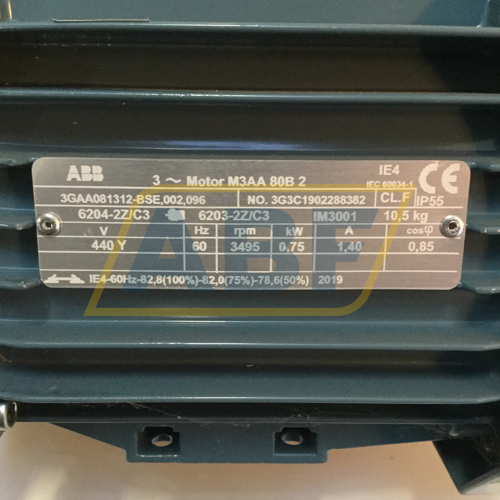 ABB
3 ~ Motor M3AA 80B 2
IE4
IEC 60034-1
CE
3GAA081312-BSE,002,096
NO. 3G3C1902288382
CL.F
IP55
6204-2Z/C3
6203-2Z/C3
IM3001
10,5 kg
V Hz rpm kW A cosφ
440 Y 60 3495 0,75 1,40 0,85
IE4-60Hz-82,8(100%)-82,0(75%)-78,6(50%) 2019
ABF